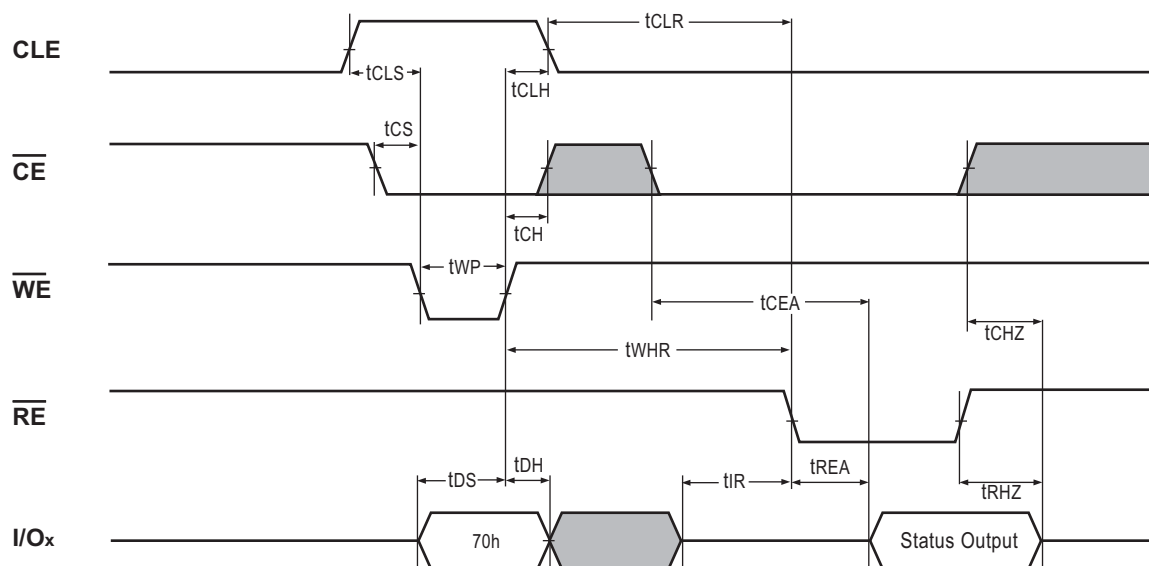 tCLR
CLE
tCLS
tCLH
tCS
CE
tCH
tWP
WE
tCEA
tCHZ
tWHR
RE
tDH
tREA
tDS
tIR
tRHZ
I/Ox
70h
Status Output